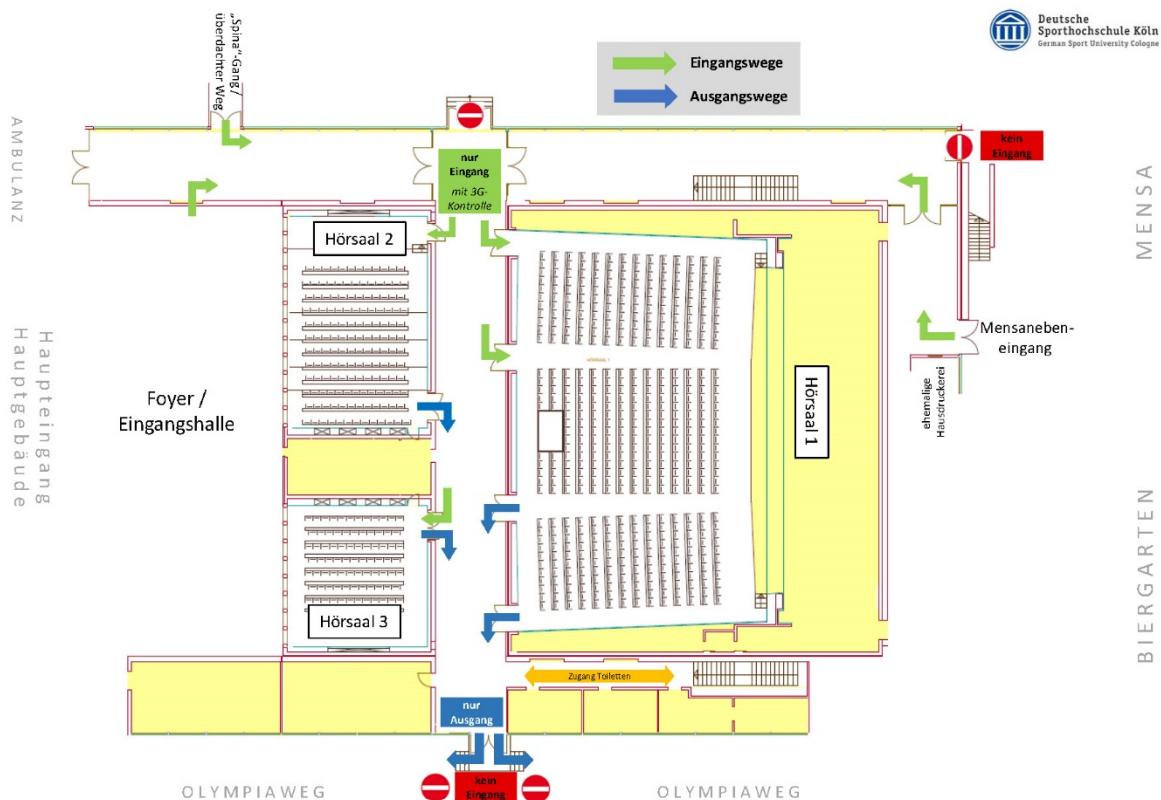 „Spina“-Gang /
überdachter Weg
Deutsche
Sporthochschule Köln
German Sport University Cologne
Eingangswege
Ausgangswege
AMBULANZ
nur
Eingang
mit 3G-
Kontrolle
kein
Eingang
MENSA
Hörsaal 2
HÖRSAAL 1
Mensaneben-
eingang
ehemalige
Hausdruckerei
Haupteingang
Hauptgebäude
Foyer /
Eingangshalle
Hörsaal 1
Hörsaal 3
BIERGARTEN
Zugang Toiletten
nur
Ausgang
kein
Eingang
OLYMPIAWEG
OLYMPIAWEG